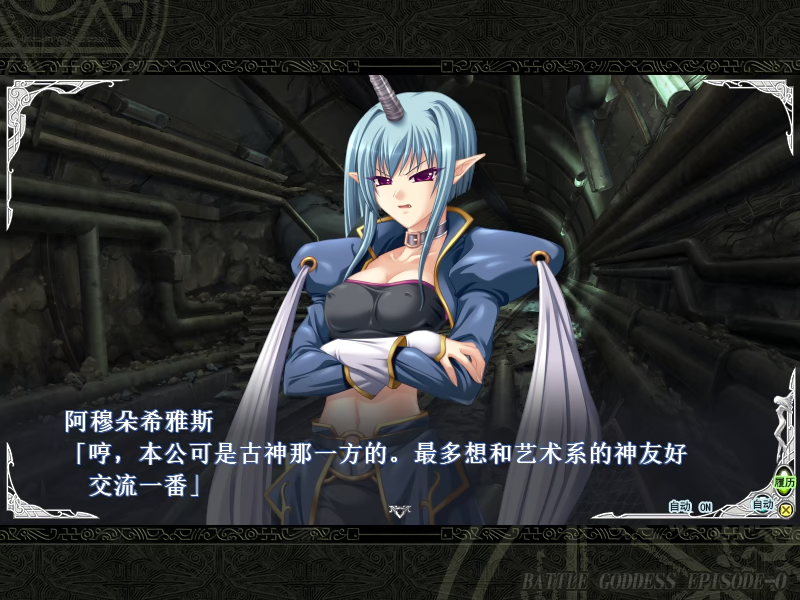 阿穆朵希雅斯
「哼，本公可是古神那一方的。最多想和艺术系的神友好
交流一番」
履历
自动 ON
自动
BATTLE GODDESS EPISODE-0